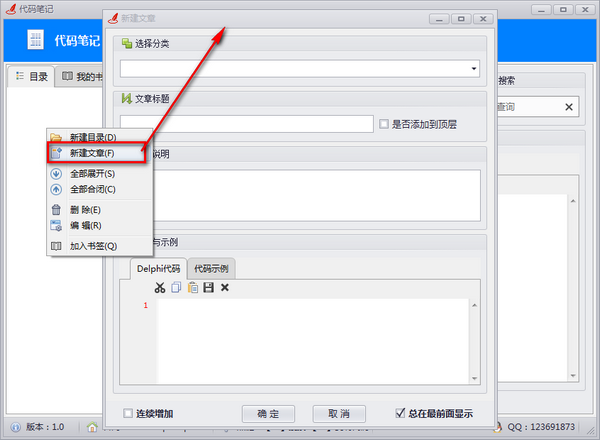 代码笔记
新建文章
代码笔记
选择分类
目录
我的书
搜索
文章标题
查询
是否添加到顶层
新建目录(D)
新建文章(F)
说明
全部展开(S)
全部合闭(C)
删 除(E)
编 辑(R)
加入书签(Q)
与示例
Delphi代码
代码示例
1
连续增加
确 定
取 消
总在最前面显示
版本：1.0
QQ：123691873